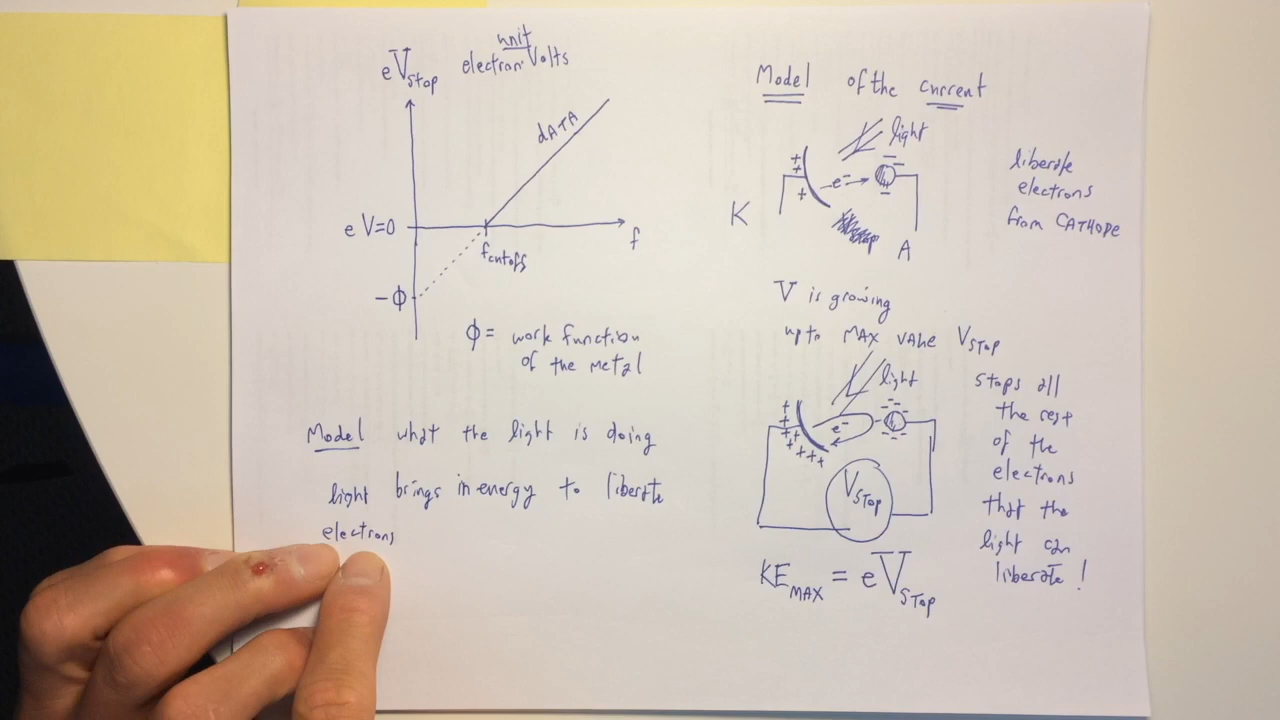 unit
eV_Stop electron Volts
dATA
e V=0
f
f_cutoff
-ϕ
ϕ = work function
of the metal
Model what the light is doing
light brings in energy to liberate
electrons
Model of the current
light
++
+
e-
K
A
liberate
electrons
from CATHODE
V is growing
up to MAX value V_STOP
light
e-
V_STOP
stops all
the rest
of the
electrons
that the
light can
liberate !
KE_MAX = eV_STOP